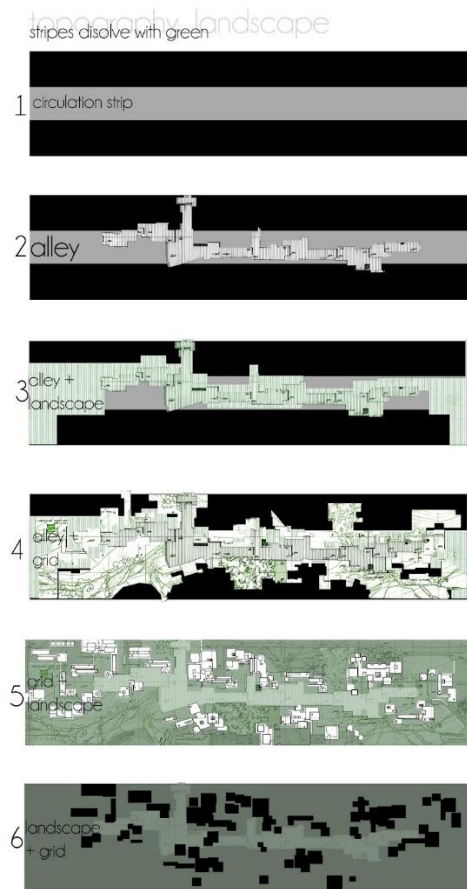 topography landscape
stripes disolve with green
1 circulation strip
2 alley
3 alley +
landscape
4 alley +
grid
5 grid
landscape
6 landscape
+ grid